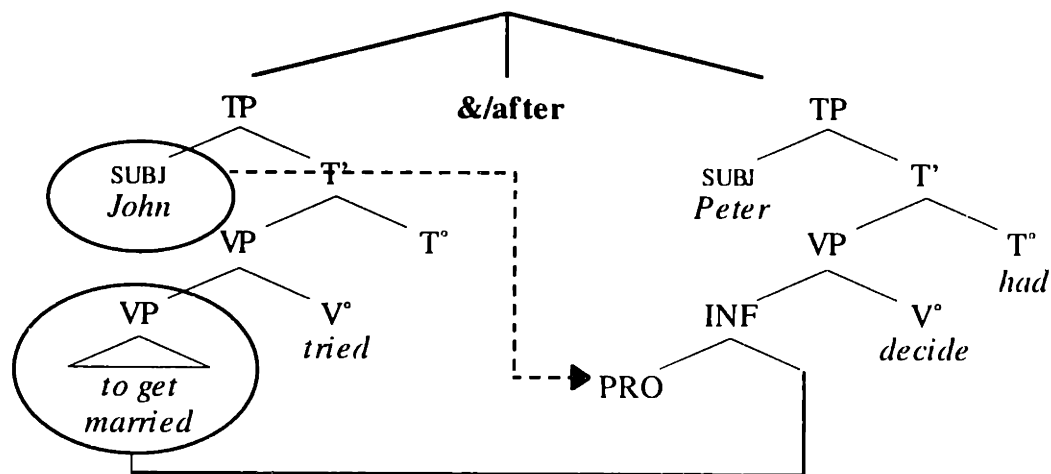 TP &/after TP
SUBJ T' SUBJ T'
John Peter
VP T° VP T°
had
VP V° INF V°
tried decide
to get PRO
married